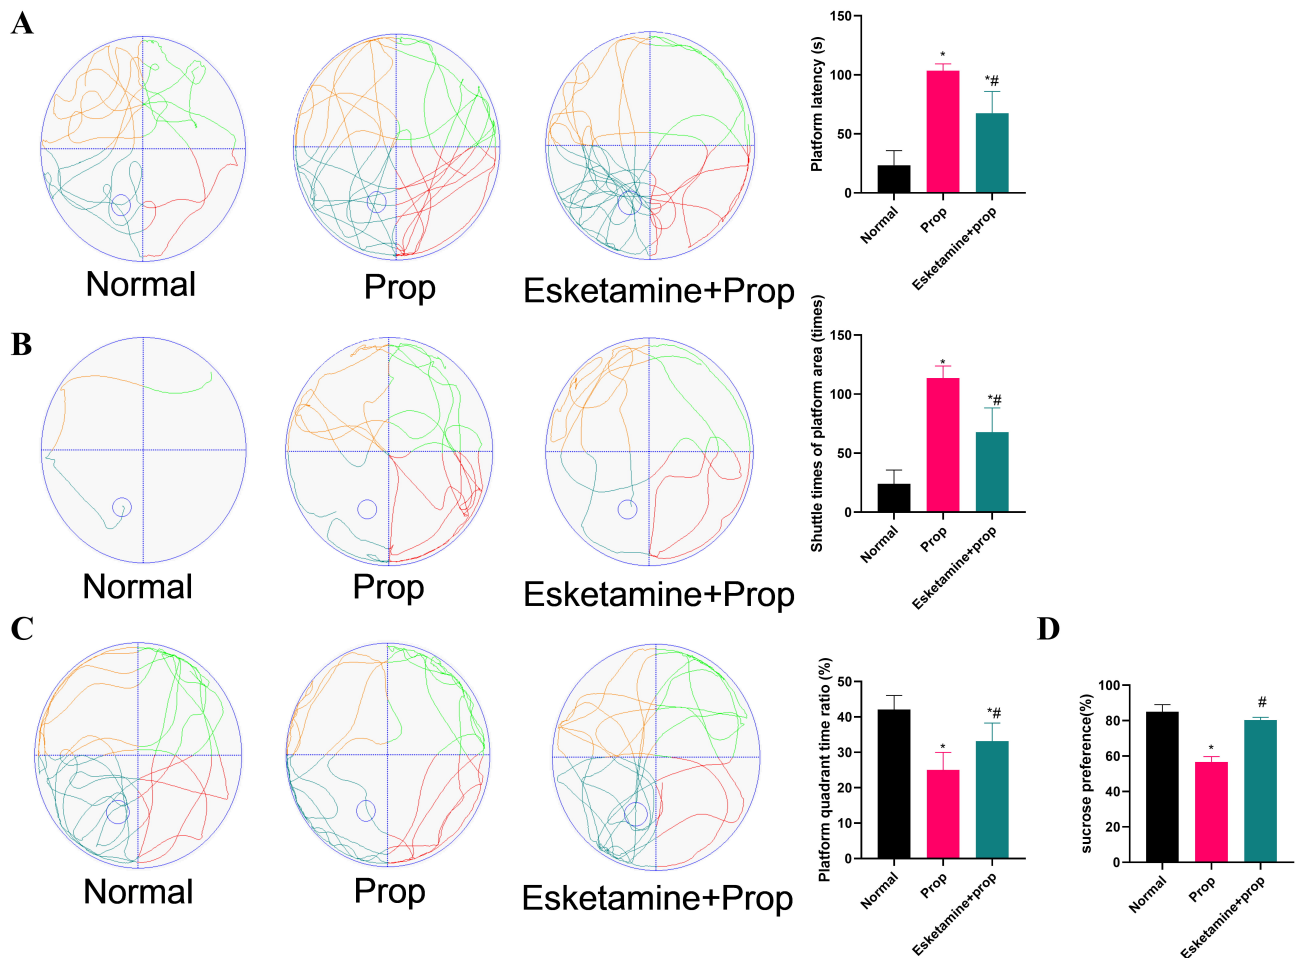 A
Normal
Prop
Esketamine+Prop
Platform latency (s)
150
100
50
0
*
*#
Normal
Prop
Esketamine+prop
B
Normal
Prop
Esketamine+Prop
Shuttle times of platform area (times)
150
100
50
0
*
*#
Normal
Prop
Esketamine+prop
C
Normal
Prop
Esketamine+Prop
Platform quadrant time ratio (%)
50
40
30
20
10
0
*
*#
Normal
Prop
Esketamine+prop
D
sucrose preference(%)
100
80
60
80
40
20
0
*
#
Normal
Prop
Esketamine+prop